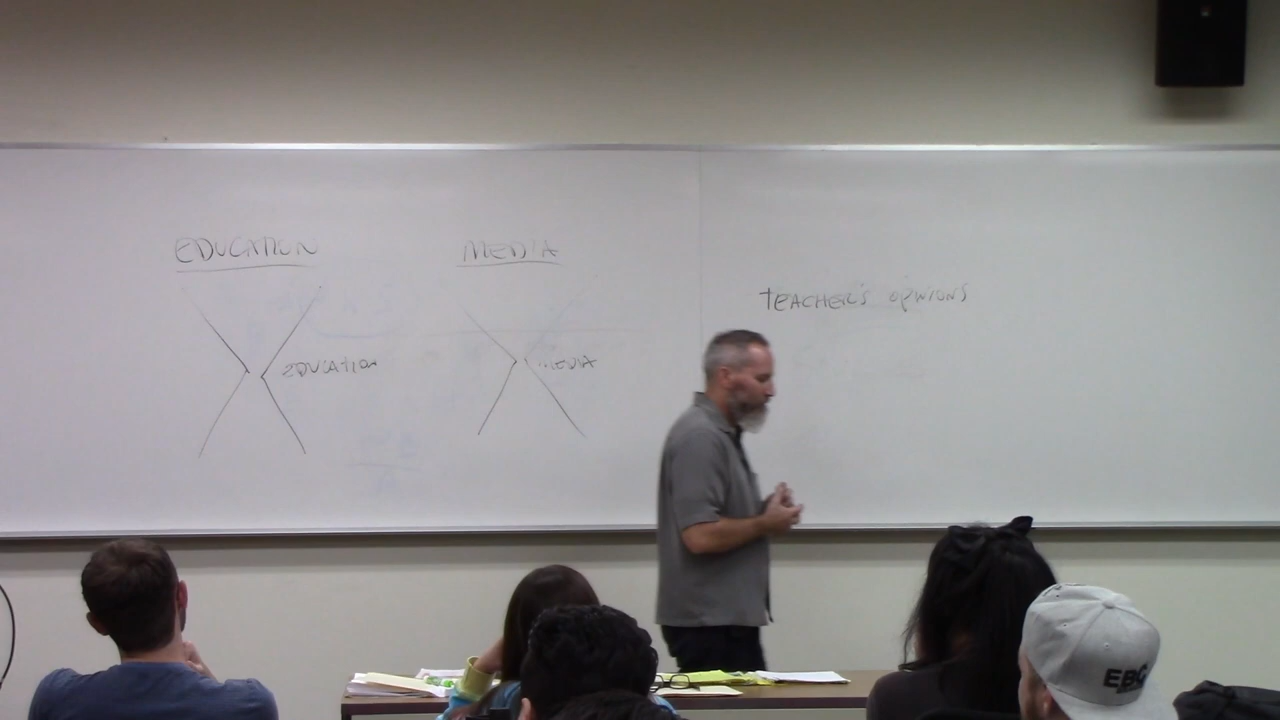 EDUCATION
EDUCATION
MEDIA
MEDIA
TEACHER'S OPINIONS
EBC